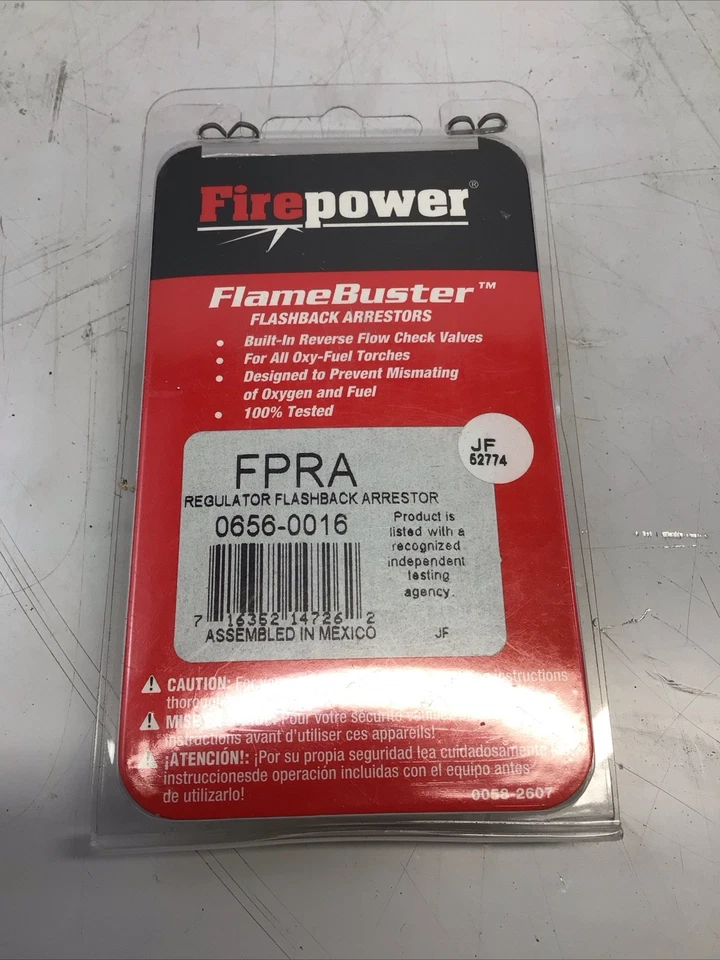 Firepower®
FlameBuster™
FLASHBACK ARRESTORS
• Built-In Reverse Flow Check Valves
• For All Oxy-Fuel Torches
• Designed to Prevent Mismating
of Oxygen and Fuel
• 100% Tested
JF
52774
FPRA
REGULATOR FLASHBACK ARRESTOR
0656-0016
Product is
listed with a
recognized
independent
testing
agency.
7 16352 14726 2
ASSEMBLED IN MEXICO
JF
CAUTION: For instructions
Pour votre sécurité
instructions avant d'utiliser ces appareils!
¡ATENCIÓN!: ¡Por su propia seguridad lea cuidadosamente
instruccionesde operación incluidas con el equipo antes
de utilizarlo!
0058-2607